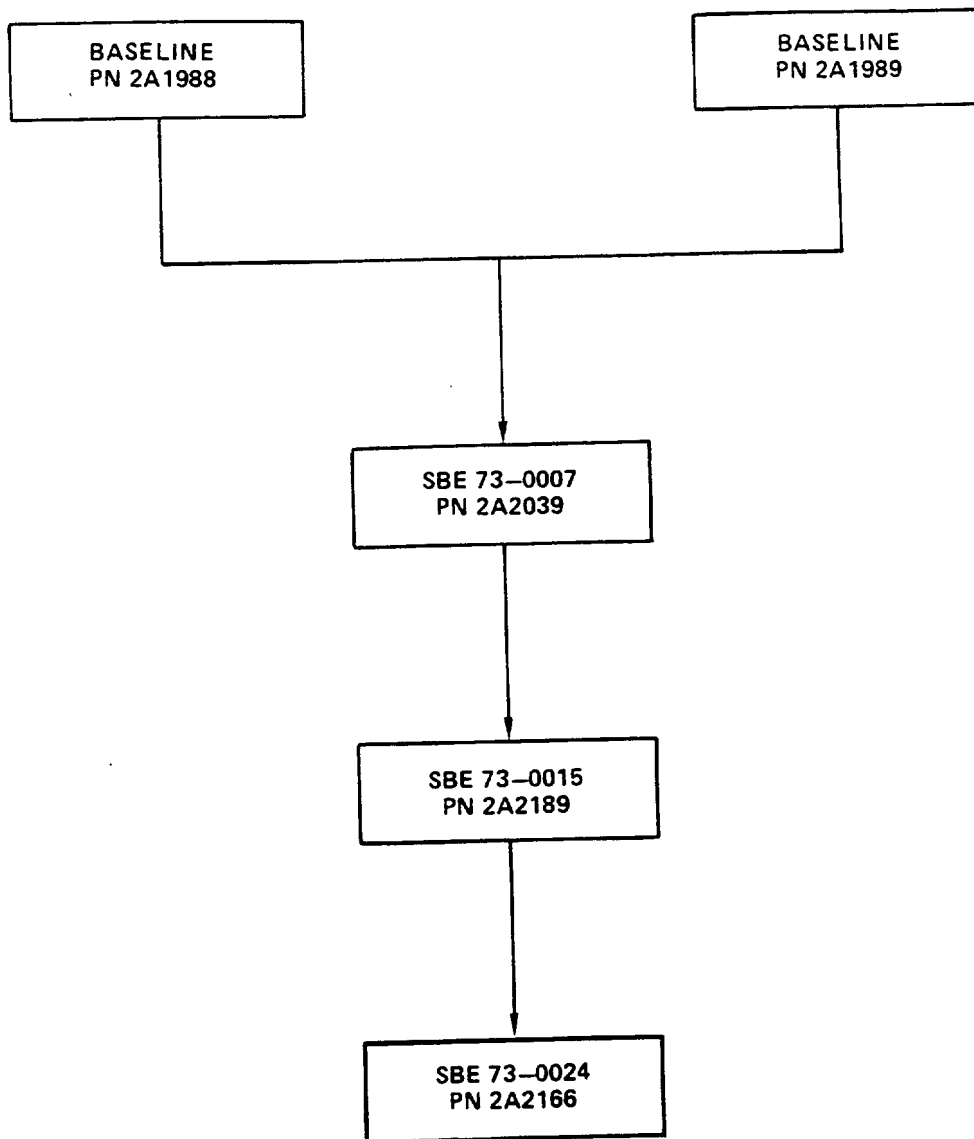 BASELINE
PN 2A1988
BASELINE
PN 2A1989
SBE 73—0007
PN 2A2039
SBE 73—0015
PN 2A2189
SBE 73—0024
PN 2A2166